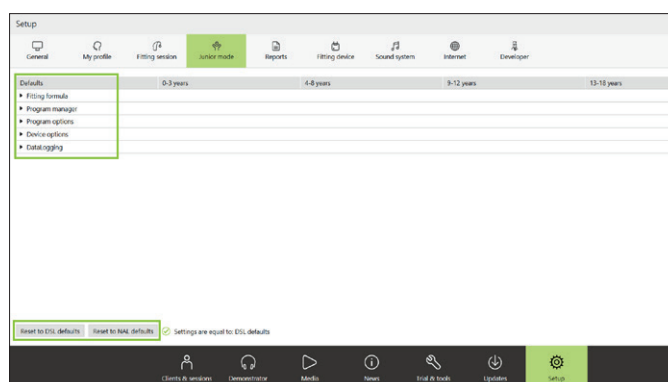 Setup
General My profile Fitting session Junior mode Reports Fitting device Sound system Internet Developer
Defaults 0-3 years 4-8 years 9-12 years 13-18 years
Fitting formula
Program manager
Program options
Device options
DataLogging
Reset to DSL defaults Reset to NAL defaults Settings are equal to: DSL defaults
Clients & sessions Demonstrator Media News Trial & tools Updates Setup